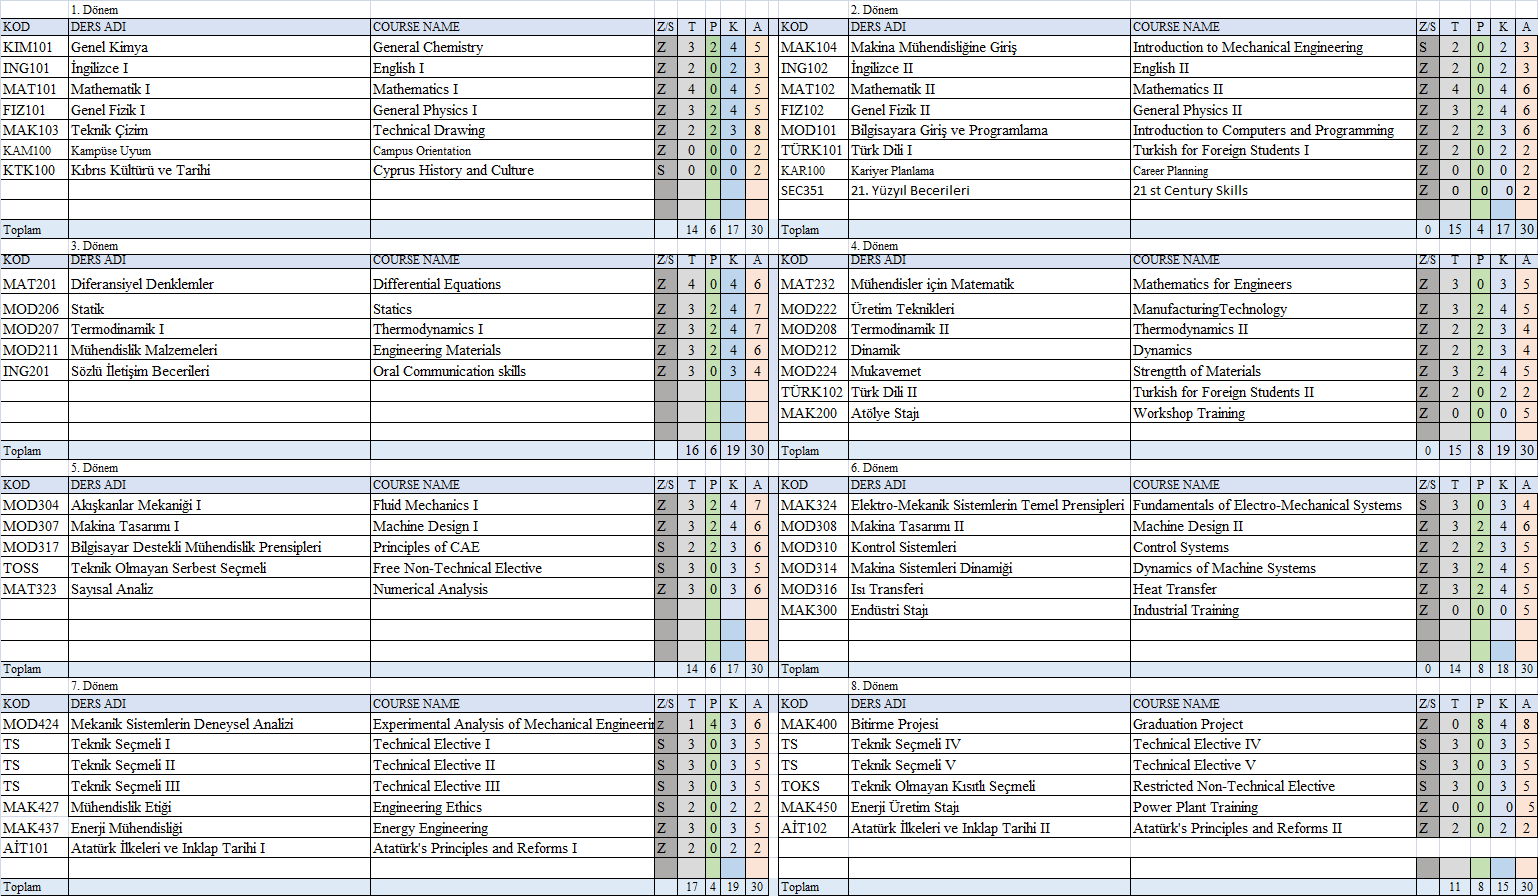 1. Dönem
KOD DERS ADI COURSE NAME Z/S T P K A
KIM101 Genel Kimya General Chemistry Z 3 2 4 5
ING101 İngilizce I English I Z 2 0 2 3
MAT101 Mathematik I Mathematics I Z 4 0 4 5
FIZ101 Genel Fizik I General Physics I Z 3 2 4 5
MAK103 Teknik Çizim Technical Drawing Z 2 2 3 8
KAM100 Kampüse Uyum Campus Orientation Z 0 0 0 2
KTK100 Kıbrıs Kültürü ve Tarihi Cyprus History and Culture S 0 0 0 2
Toplam 14 6 17 30
2. Dönem
KOD DERS ADI COURSE NAME Z/S T P K A
MAK104 Makina Mühendisliğine Giriş Introduction to Mechanical Engineering S 2 0 2 3
ING102 İngilizce II English II Z 2 0 2 3
MAT102 Mathematik II Mathematics II Z 4 0 4 6
FIZ102 Genel Fizik II General Physics II Z 3 2 4 6
MOD101 Bilgisayara Giriş ve Programlama Introduction to Computers and Programming Z 2 2 3 6
TÜRK101 Türk Dili I Turkish for Foreign Students I Z 2 0 2 2
KAR100 Kariyer Planlama Career Planning Z 0 0 0 2
SEC351 21. Yüzyıl Becerileri 21 st Century Skills Z 0 0 0 2
Toplam 0 15 4 17 30
3. Dönem
KOD DERS ADI COURSE NAME Z/S T P K A
MAT201 Diferansiyel Denklemler Differential Equations Z 4 0 4 6
MOD206 Statik Statics Z 3 2 4 7
MOD207 Termodinamik I Thermodynamics I Z 3 2 4 7
MOD211 Mühendislik Malzemeleri Engineering Materials Z 3 2 4 6
ING201 Sözlü İletişim Becerileri Oral Communication skills Z 3 0 3 4
Toplam 16 6 19 30
4. Dönem
KOD DERS ADI COURSE NAME Z/S T P K A
MAT232 Mühendisler için Matematik Mathematics for Engineers Z 3 0 3 5
MOD222 Üretim Teknikleri ManufacturingTechnology Z 3 2 4 5
MOD208 Termodinamik II Thermodynamics II Z 2 2 3 4
MOD212 Dinamik Dynamics Z 2 2 3 4
MOD224 Mukavemet Strengtth of Materials Z 3 2 4 5
TÜRK102 Türk Dili II Turkish for Foreign Students II Z 2 0 2 2
MAK200 Atölye Stajı Workshop Training Z 0 0 0 5
Toplam 0 15 8 19 30
5. Dönem
KOD DERS ADI COURSE NAME Z/S T P K A
MOD304 Akışkanlar Mekaniği I Fluid Mechanics I Z 3 2 4 7
MOD307 Makina Tasarımı I Machine Design I Z 3 2 4 6
MOD317 Bilgisayar Destekli Mühendislik Prensipleri Principles of CAE S 2 2 3 6
TOSS Teknik Olmayan Serbest Seçmeli Free Non-Technical Elective S 3 0 3 5
MAT323 Sayısal Analiz Numerical Analysis Z 3 0 3 6
Toplam 14 6 17 30
6. Dönem
KOD DERS ADI COURSE NAME Z/S T P K A
MAK324 Elektro-Mekanik Sistemlerin Temel Prensipleri Fundamentals of Electro-Mechanical Systems S 3 0 3 4
MOD308 Makina Tasarımı II Machine Design II Z 3 2 4 6
MOD310 Kontrol Sistemleri Control Systems Z 2 2 3 5
MOD314 Makina Sistemleri Dinamiği Dynamics of Machine Systems Z 3 2 4 5
MOD316 Isı Transferi Heat Transfer Z 3 2 4 5
MAK300 Endüstri Stajı Industrial Training Z 0 0 0 5
Toplam 0 14 8 18 30
7. Dönem
KOD DERS ADI COURSE NAME Z/S T P K A
MOD424 Mekanik Sistemlerin Deneysel Analizi Experimental Analysis of Mechanical Engineerin z 1 4 3 6
TS Teknik Seçmeli I Technical Elective I S 3 0 3 5
TS Teknik Seçmeli II Technical Elective II S 3 0 3 5
TS Teknik Seçmeli III Technical Elective III S 3 0 3 5
MAK427 Mühendislik Etiği Engineering Ethics S 2 0 2 2
MAK437 Enerji Mühendisliği Energy Engineering Z 3 0 3 5
AİT101 Atatürk İlkeleri ve Inklap Tarihi I Atatürk's Principles and Reforms I Z 2 0 2 2
Toplam 17 4 19 30
8. Dönem
KOD DERS ADI COURSE NAME Z/S T P K A
MAK400 Bitirme Projesi Graduation Project Z 0 8 4 8
TS Teknik Seçmeli IV Technical Elective IV S 3 0 3 5
TS Teknik Seçmeli V Technical Elective V S 3 0 3 5
TOKS Teknik Olmayan Kısıtlı Seçmeli Restricted Non-Technical Elective S 3 0 3 5
MAK450 Enerji Üretim Stajı Power Plant Training Z 0 0 0 5
AİT102 Atatürk İlkeleri ve Inklap Tarihi II Atatürk's Principles and Reforms II Z 2 0 2 2
Toplam 11 8 15 30